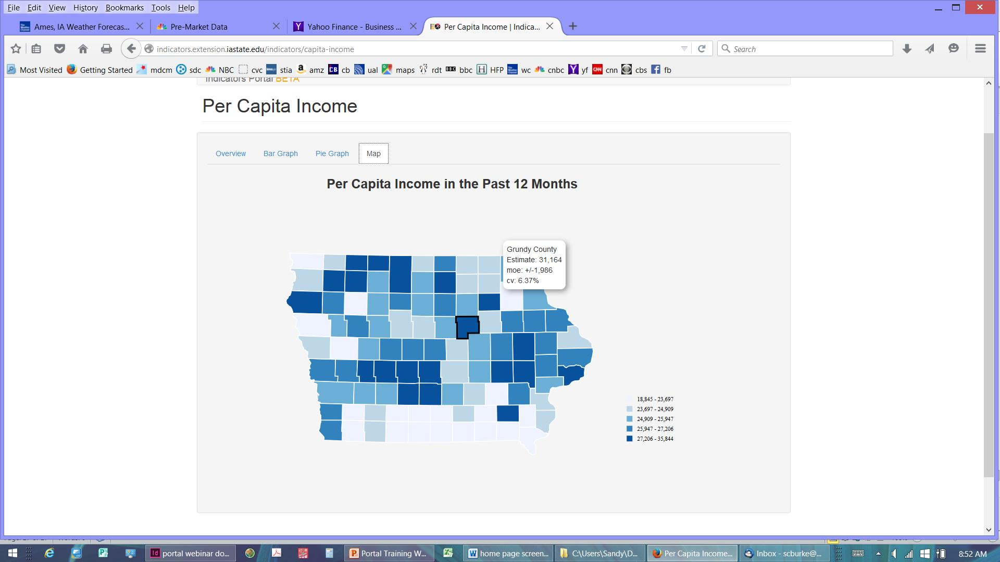 File Edit View History Bookmarks Tools Help
Ames, IA Weather Forecas... Pre-Market Data Yahoo Finance - Business ... Per Capita Income | Indica...
indicators.extension.iastate.edu/indicators/capita-income Search
Most Visited Getting Started mdcm sdc NBC cvc stia amz cb ual maps rdt bbc HFP wc cnbc yf cnn cbs fb
Indicators Portal BETA
Per Capita Income
Overview Bar Graph Pie Graph Map
Per Capita Income in the Past 12 Months
Grundy County
Estimate: 31,164
moe: +/-1,986
cv: 6.37%
18,845 - 23,697
23,697 - 24,909
24,909 - 25,947
25,947 - 27,206
27,206 - 35,844
portal webinar do... Portal Training W... home page screen... C:\Users\Sandy\D... Per Capita Income... Inbox - scburke@... 8:52 AM